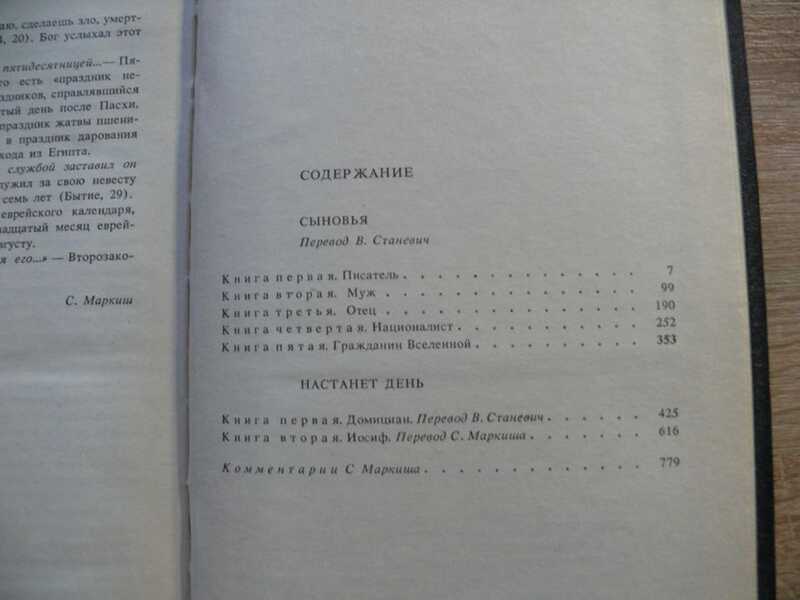 аю, сделаешь зло, умерт-
20). Бог услыхал этот
пятидесятницей...— Пя-
есть «праздник не-
здников, справлявшийся
тый день после Пасхи,
праздник жатвы пшени-
в праздник дарования
хода из Египта.
службой заставил он
лужил за свою невесту
семь лет (Бытие, 29).
еврейского календаря,
надцатый месяц еврей-
вгусту.
я его...» — Второзако-
С. Маркиш
СОДЕРЖАНИЕ
СЫНОВЬЯ
Перевод В. Станевич
Книга первая. Писатель . . . . . . . . . . . . . . 7
Книга вторая. Муж . . . . . . . . . . . . . . . 99
Книга третья. Отец . . . . . . . . . . . . . . . 190
Книга четвертая. Националист . . . . . . . . . . . 252
Книга пятая. Гражданин Вселенной . . . . . . . . . . 353
НАСТАНЕТ ДЕНЬ
Книга первая. Домициан. Перевод В. Станевич . . . . . . 425
Книга вторая. Иосиф. Перевод С. Маркиша . . . . . . . 616
Комментарии С Маркиша . . . . . . . . . . . . . 779